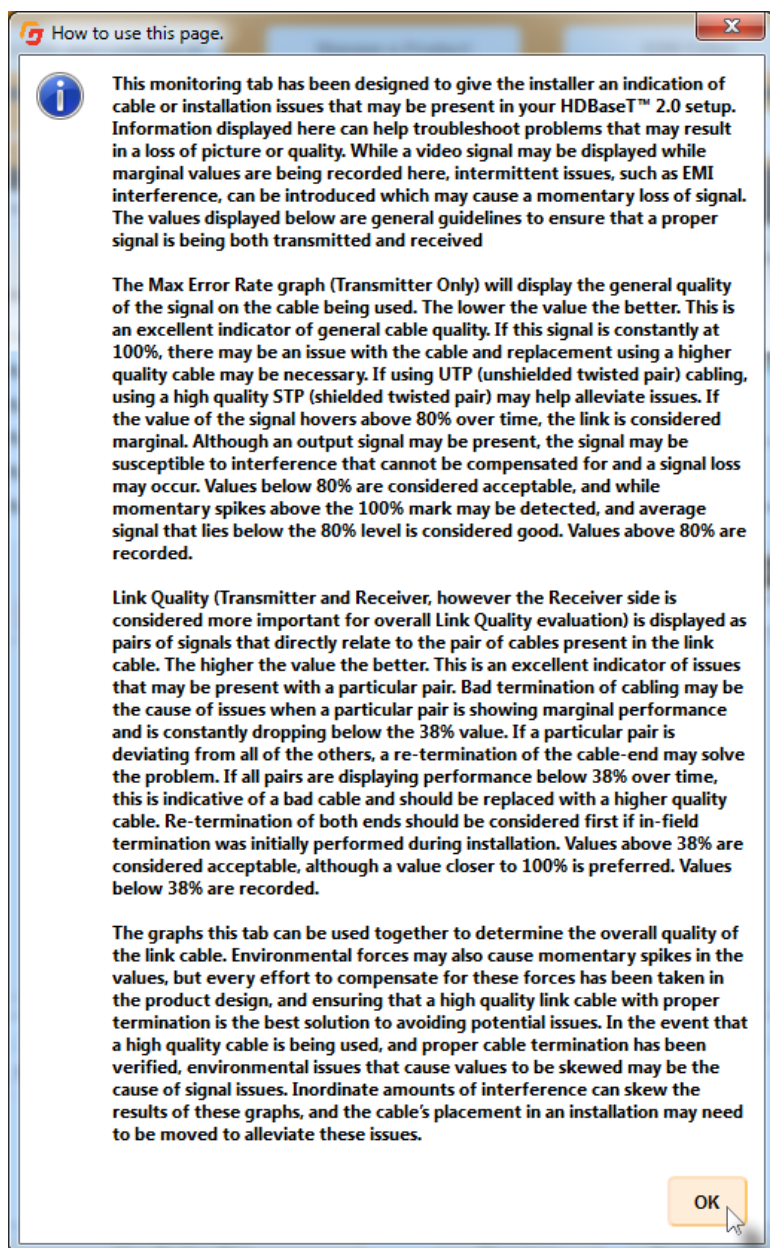 How to use this page.
This monitoring tab has been designed to give the installer an indication of
cable or installation issues that may be present in your HDBaseT™ 2.0 setup.
Information displayed here can help troubleshoot problems that may result
in a loss of picture or quality. While a video signal may be displayed while
marginal values are being recorded here, intermittent issues, such as EMI
interference, can be introduced which may cause a momentary loss of signal.
The values displayed below are general guidelines to ensure that a proper
signal is being both transmitted and received
The Max Error Rate graph (Transmitter Only) will display the general quality
of the signal on the cable being used. The lower the value the better. This is
an excellent indicator of general cable quality. If this signal is constantly at
100%, there may be an issue with the cable and replacement using a higher
quality cable may be necessary. If using UTP (unshielded twisted pair) cabling,
using a high quality STP (shielded twisted pair) may help alleviate issues. If
the value of the signal hovers above 80% over time, the link is considered
marginal. Although an output signal may be present, the signal may be
susceptible to interference that cannot be compensated for and a signal loss
may occur. Values below 80% are considered acceptable, and while
momentary spikes above the 100% mark may be detected, and average
signal that lies below the 80% level is considered good. Values above 80% are
recorded.
Link Quality (Transmitter and Receiver, however the Receiver side is
considered more important for overall Link Quality evaluation) is displayed as
pairs of signals that directly relate to the pair of cables present in the link
cable. The higher the value the better. This is an excellent indicator of issues
that may be present with a particular pair. Bad termination of cabling may be
the cause of issues when a particular pair is showing marginal performance
and is constantly dropping below the 38% value. If a particular pair is
deviating from all of the others, a re-termination of the cable-end may solve
the problem. If all pairs are displaying performance below 38% over time,
this is indicative of a bad cable and should be replaced with a higher quality
cable. Re-termination of both ends should be considered first if in-field
termination was initially performed during installation. Values above 38% are
considered acceptable, although a value closer to 100% is preferred. Values
below 38% are recorded.
The graphs this tab can be used together to determine the overall quality of
the link cable. Environmental forces may also cause momentary spikes in the
values, but every effort to compensate for these forces has been taken in
the product design, and ensuring that a high quality link cable with proper
termination is the best solution to avoiding potential issues. In the event that
a high quality cable is being used, and proper cable termination has been
verified, environmental issues that cause values to be skewed may be the
cause of signal issues. Inordinate amounts of interference can skew the
results of these graphs, and the cable's placement in an installation may need
to be moved to alleviate these issues.
OK